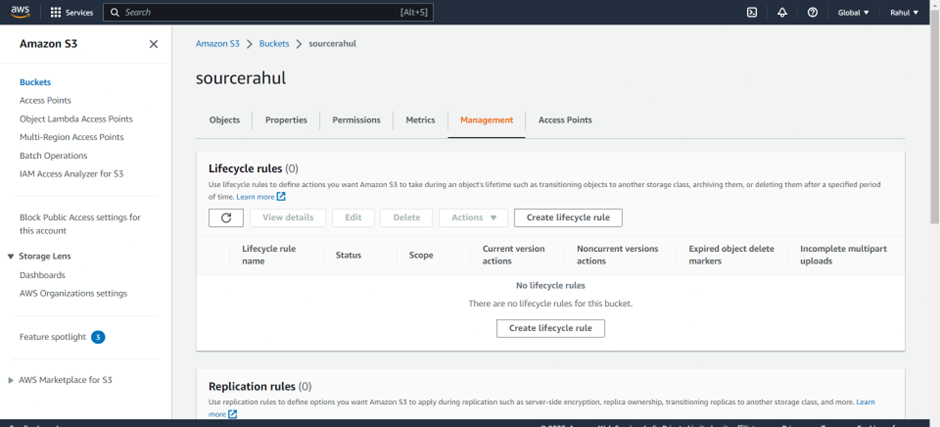 aws
Services
Search
[Alt+S]
Global
Rahul
Amazon S3
Buckets
Access Points
Object Lambda Access Points
Multi-Region Access Points
Batch Operations
IAM Access Analyzer for S3
Block Public Access settings for
this account
Storage Lens
Dashboards
AWS Organizations settings
Feature spotlight 3
AWS Marketplace for S3
Amazon S3 > Buckets > sourcerahul
sourcerahul
Objects
Properties
Permissions
Metrics
Management
Access Points
Lifecycle rules (0)
Use lifecycle rules to define actions you want Amazon S3 to take during an object's lifetime such as transitioning objects to another storage class, archiving them, or deleting them after a specified period
of time. Learn more
View details
Edit
Delete
Actions
Create lifecycle rule
Lifecycle rule
name
Status
Scope
Current version
actions
Noncurrent versions
actions
Expired object delete
markers
Incomplete multipart
uploads
No lifecycle rules
There are no lifecycle rules for this bucket.
Create lifecycle rule
Replication rules (0)
Use replication rules to define options you want Amazon S3 to apply during replication such as server-side encryption, replica ownership, transitioning replicas to another storage class, and more. Learn
more